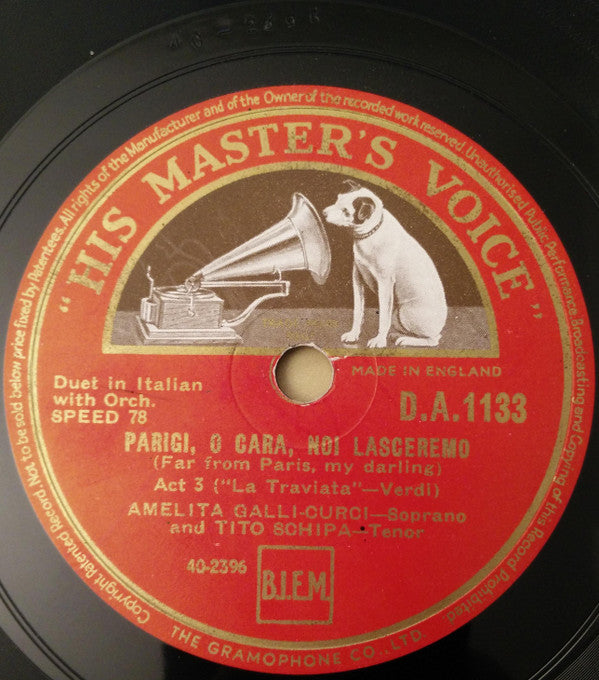 40-2396
Copyright Patented Record. Not to be sold below price fixed by Patentees. All rights of the Manufacturer and of the Owner of the recorded work reserved. Unauthorised Public Performance Broadcasting and Copying of this Record Prohibited.
"HIS MASTER'S VOICE"
MADE IN ENGLAND
Duet in Italian
with Orch.
SPEED 78
D.A.1133
PARIGI, O CARA, NOI LASCEREMO
(Far from Paris, my darling)
Act 3 ("La Traviata"—Verdi)
AMELITA GALLI-CURCI—Soprano
and TITO SCHIPA—Tenor
40-2396
B.I.E.M.
THE GRAMOPHONE CO., LTD.